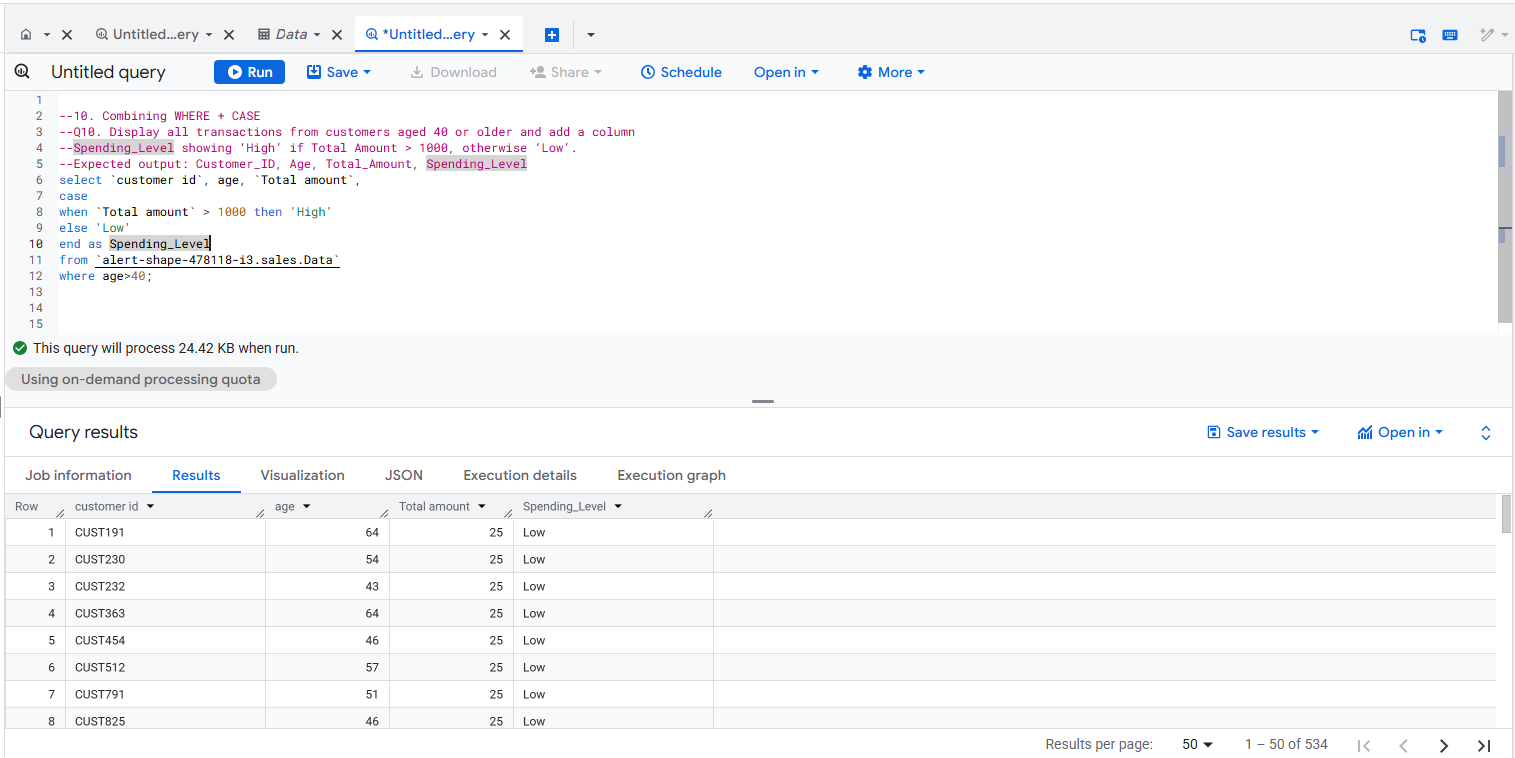 Untitled...ery
Data
*Untitled...ery
Untitled query
Run
Save
Download
Share
Schedule
Open in
More
1
2 --10. Combining WHERE + CASE
3 --Q10. Display all transactions from customers aged 40 or older and add a column
4 --Spending_Level showing ‘High’ if Total Amount > 1000, otherwise ‘Low’.
5 --Expected output: Customer_ID, Age, Total_Amount, Spending_Level
6 select `customer id`, age, `Total amount`,
7 case
8 when `Total amount` > 1000 then 'High'
9 else 'Low'
10 end as Spending_Level
11 from `alert-shape-478118-i3.sales.Data`
12 where age>40;
13
14
15
This query will process 24.42 KB when run.
Using on-demand processing quota
Query results
Save results
Open in
Job information
Results
Visualization
JSON
Execution details
Execution graph
Row customer id age Total amount Spending_Level
1 CUST191 64 25 Low
2 CUST230 54 25 Low
3 CUST232 43 25 Low
4 CUST363 64 25 Low
5 CUST454 46 25 Low
6 CUST512 57 25 Low
7 CUST791 51 25 Low
8 CUST825 46 25 Low
Results per page: 50 1 – 50 of 534